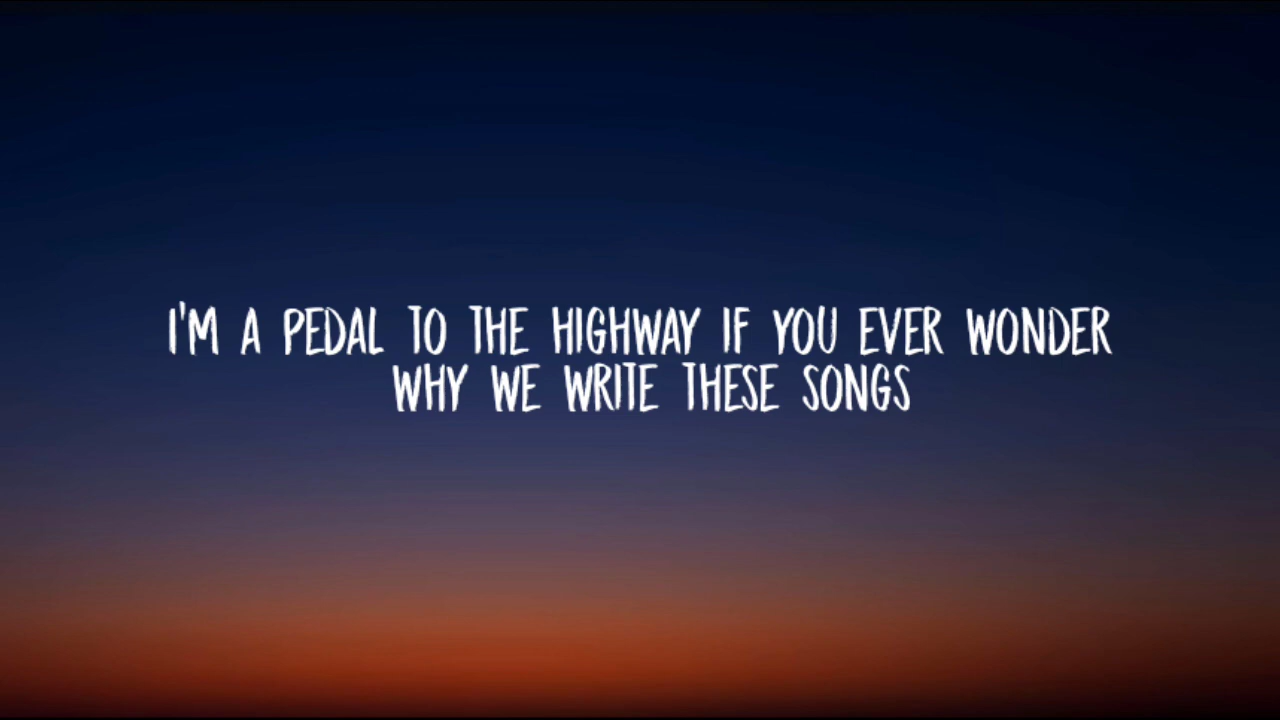 I'M A PEDAL TO THE HIGHWAY IF YOU EVER WONDER
WHY WE WRITE THESE SONGS